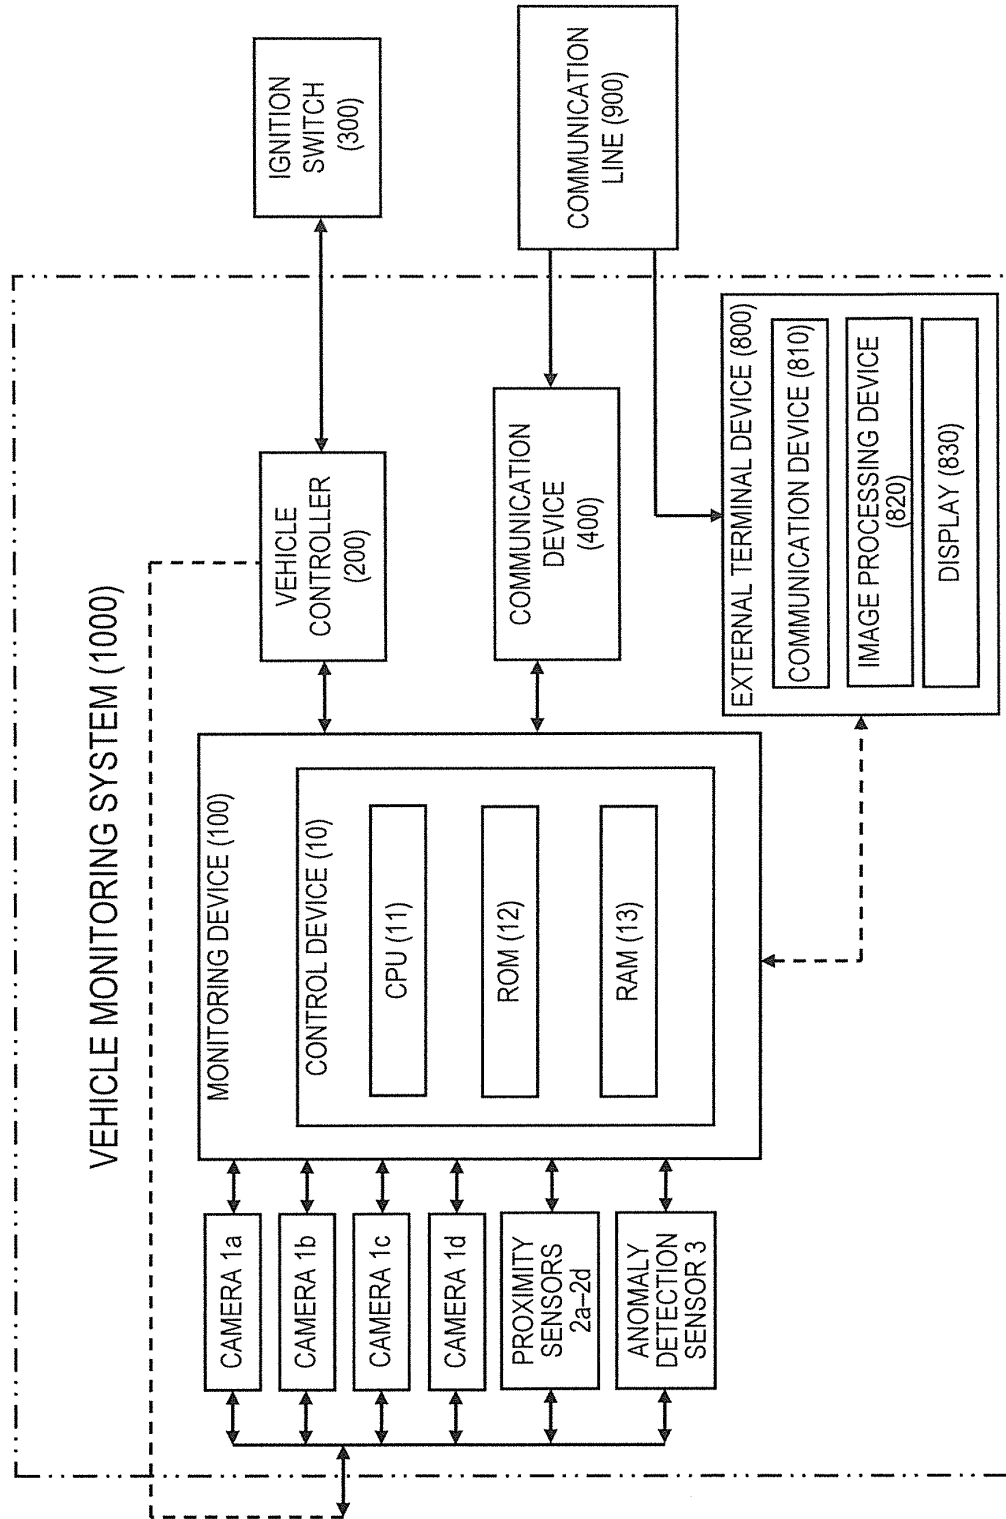 VEHICLE MONITORING SYSTEM (1000)
CAMERA 1a
CAMERA 1b
CAMERA 1c
CAMERA 1d
PROXIMITY
SENSORS
2a–2d
ANOMALY
DETECTION
SENSOR 3
MONITORING DEVICE (100)
CONTROL DEVICE (10)
CPU (11)
ROM (12)
RAM (13)
VEHICLE
CONTROLLER
(200)
COMMUNICATION
DEVICE
(400)
EXTERNAL TERMINAL DEVICE (800)
COMMUNICATION DEVICE (810)
IMAGE PROCESSING DEVICE
(820)
DISPLAY (830)
IGNITION
SWITCH
(300)
COMMUNICATION
LINE (900)